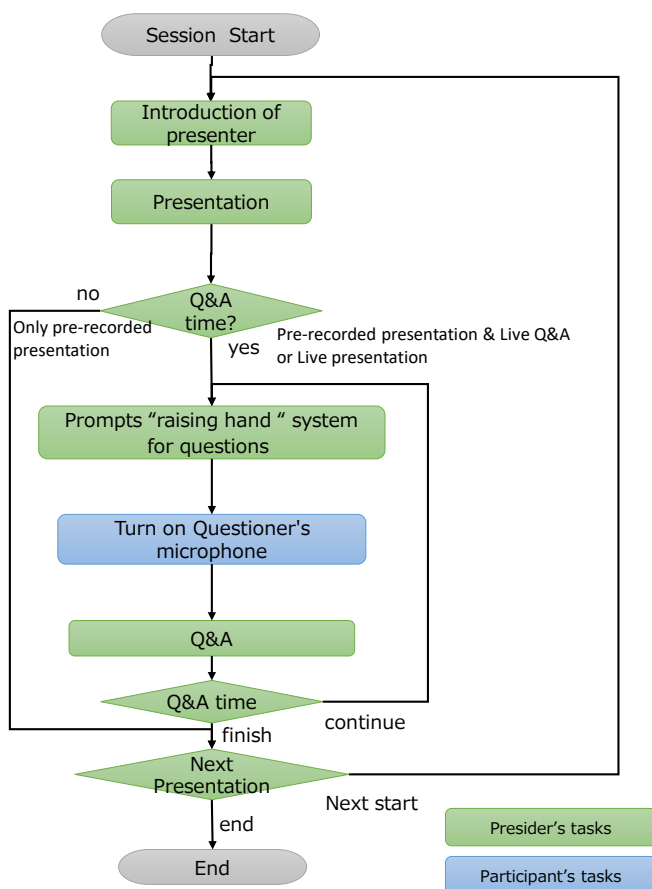 Session Start
Introduction of
presenter
Presentation
Q&A
time?
no
Only pre-recorded
presentation
yes
Pre-recorded presentation & Live Q&A
or Live presentation
Prompts “raising hand “ system
for questions
Turn on Questioner's
microphone
Q&A
Q&A time
continue
finish
Next
Presentation
Next start
end
End
Presider’s tasks
Participant’s tasks